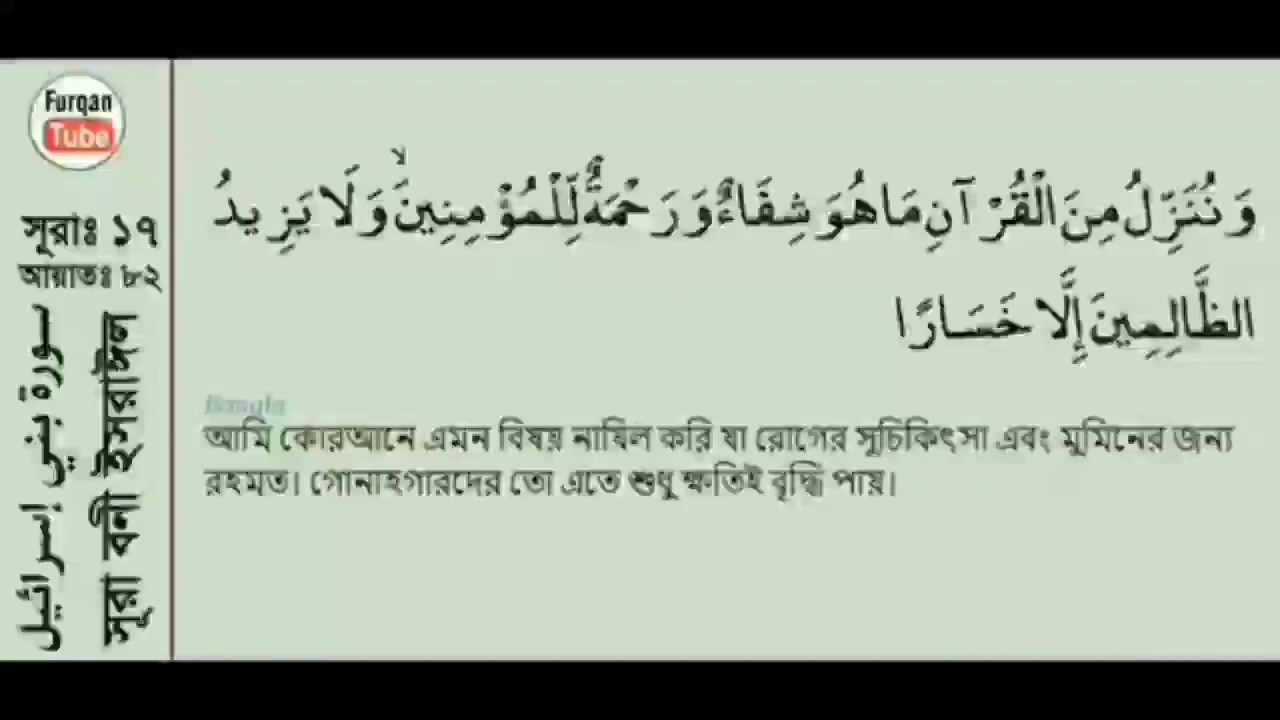 Furqan
Tube
সূরাঃ ১৭
আয়াতঃ ৮২
سورة بني إسرائيل
সূরা বনী ইসরাঈল
وَنُنَزِّلُ مِنَ الْقُرْآنِ مَا هُوَ شِفَاءٌ وَرَحْمَةٌ لِّلْمُؤْمِنِينَ ۙ وَلَا يَزِيدُ
الظَّالِمِينَ إِلَّا خَسَارًا
Bangla
আমি কোরআনে এমন বিষয় নাযিল করি যা রোগের সুচিকিৎসা এবং মুমিনের জন্য
রহমত। গোনাহগারদের তো এতে শুধু ক্ষতিই বৃদ্ধি পায়।